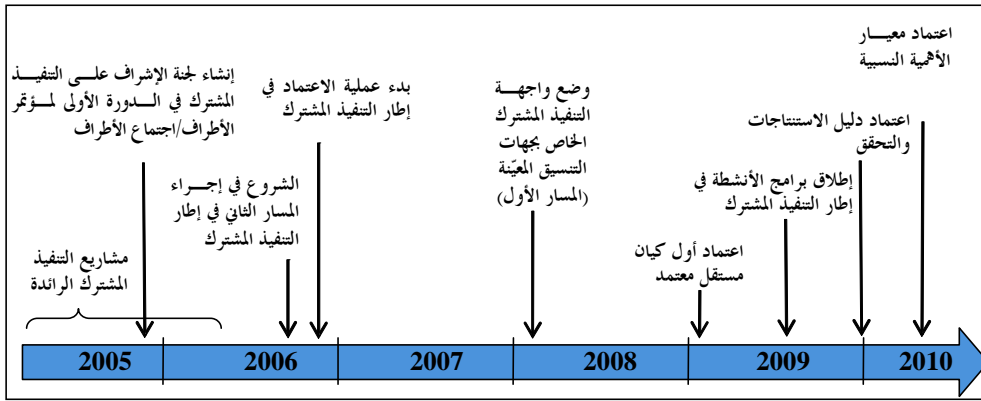 إنشاء لجنة الإشراف على التنفيذ
المشترك في الدورة الأولى لمؤتمر
الأطراف/اجتماع الأطراف
مشاريع التنفيذ
المشترك الرائدة
بدء عملية الاعتماد في
إطار التنفيذ المشترك
الشروع في إجراء
المسار الثاني في إطار
التنفيذ المشترك
وضع واجهة
التنفيذ المشترك
الخاص بجهات
التنسيق المعيّنة
(المسار الأول)
اعتماد أول كيان
مستقل معتمد
إطلاق برامج الأنشطة في
إطار التنفيذ المشترك
اعتماد دليل الاستنتاجات
والتحقق
اعتماد معيار
الأهمية النسبية
2005 2006 2007 2008 2009 2010